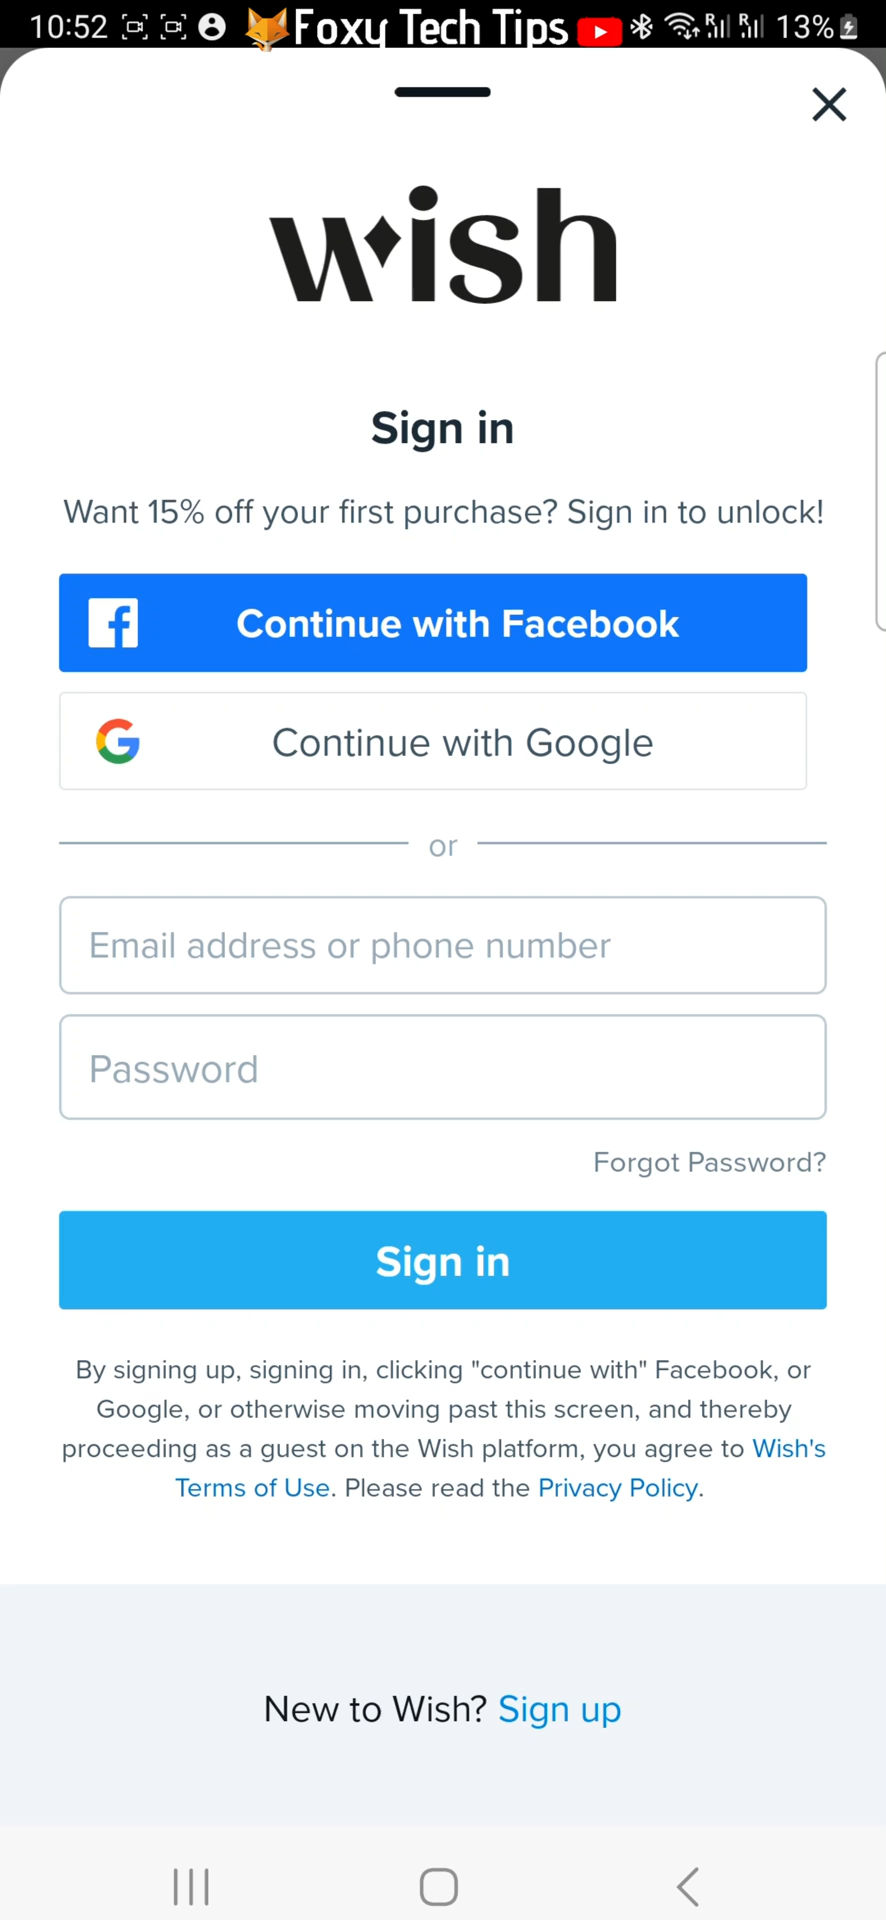 10:52 Foxy Tech Tips 13%
wish
Sign in
Want 15% off your first purchase? Sign in to unlock!
Continue with Facebook
Continue with Google
or
Email address or phone number
Password
Forgot Password?
Sign in
By signing up, signing in, clicking "continue with" Facebook, or
Google, or otherwise moving past this screen, and thereby
proceeding as a guest on the Wish platform, you agree to Wish's
Terms of Use. Please read the Privacy Policy.
New to Wish? Sign up